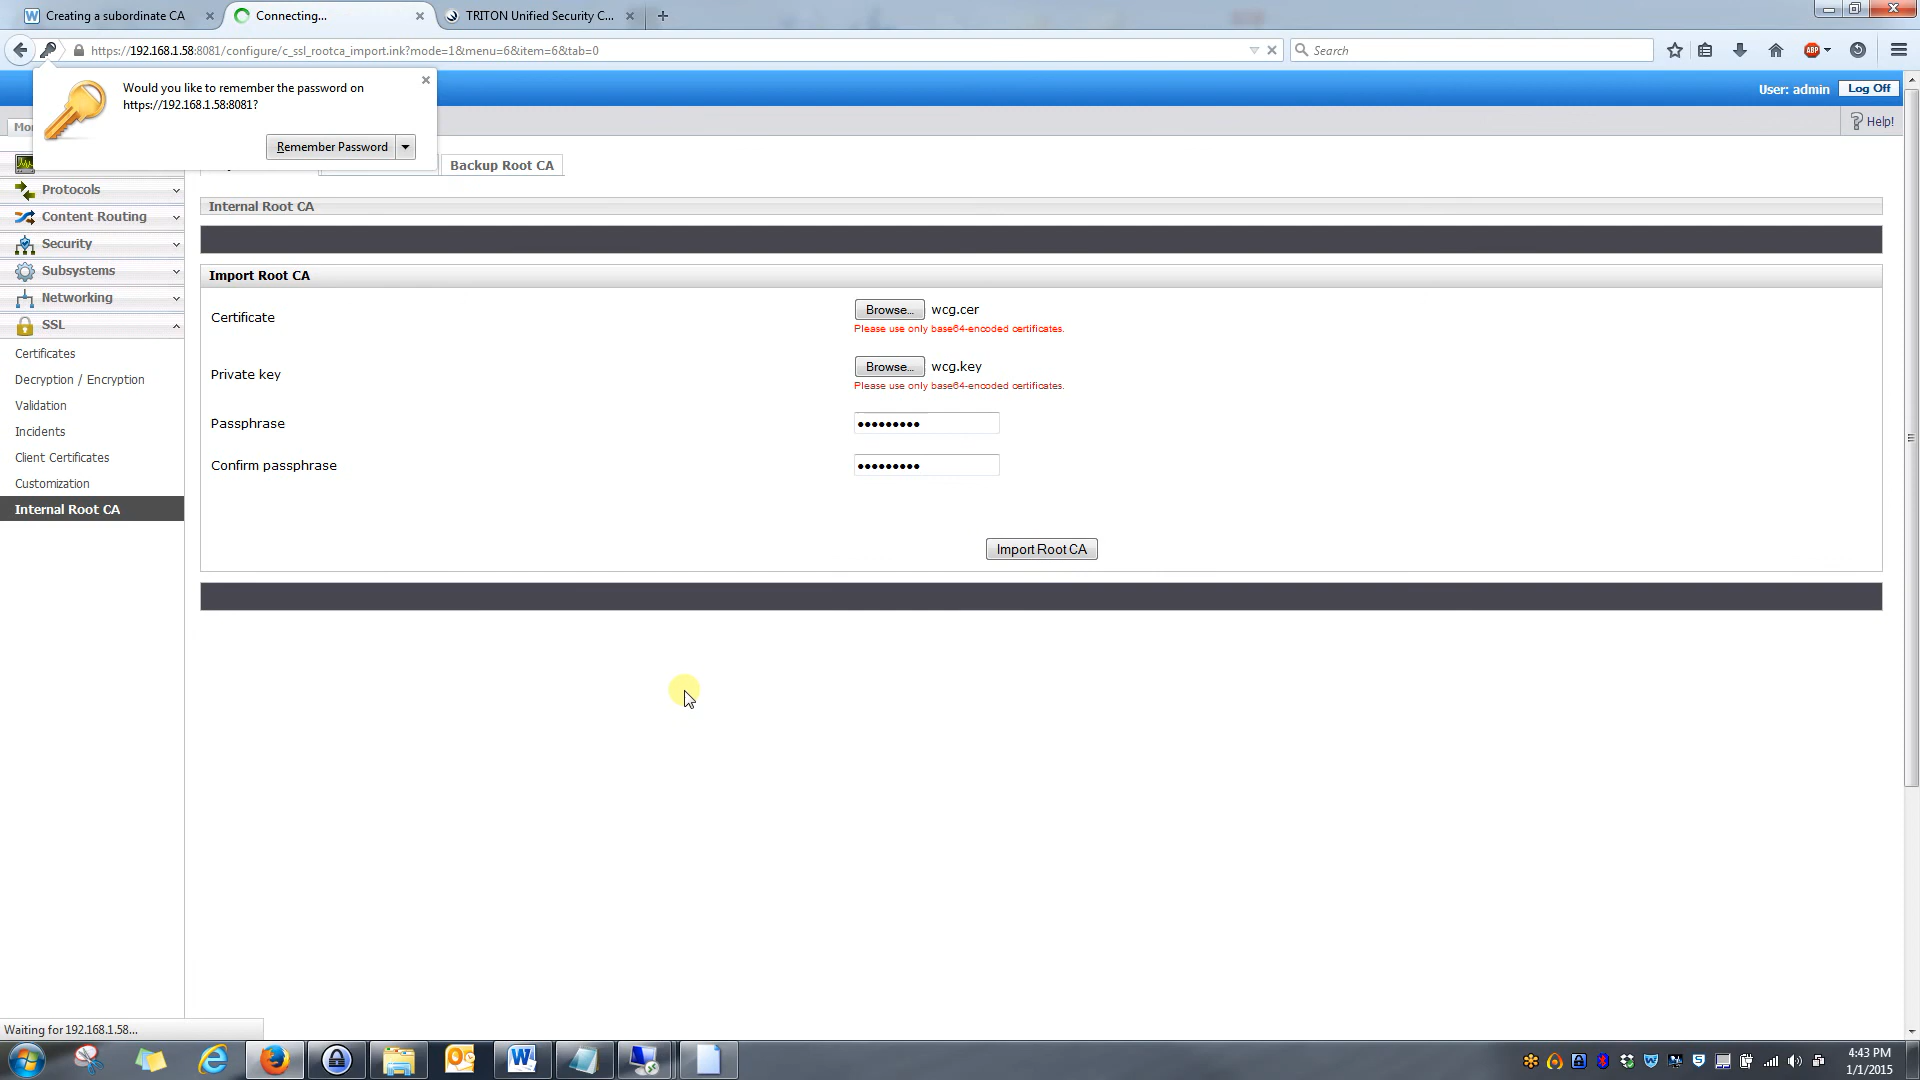 Creating a subordinate CA
Connecting...
TRITON Unified Security C...
https://192.168.1.58:8081/configure/c_ssl_rootca_import.ink?mode=1&menu=6&item=6&tab=0
Search
Would you like to remember the password on
https://192.168.1.58:8081?
Remember Password
User: admin
Log Off
Help!
Backup Root CA
Protocols
Content Routing
Security
Subsystems
Networking
SSL
Certificates
Decryption / Encryption
Validation
Incidents
Client Certificates
Customization
Internal Root CA
Internal Root CA
Import Root CA
Certificate
Browse...
wcg.cer
Please use only base64-encoded certificates.
Private key
Browse...
wcg.key
Please use only base64-encoded certificates.
Passphrase
Confirm passphrase
Import Root CA
Waiting for 192.168.1.58...
4:43 PM
1/1/2015